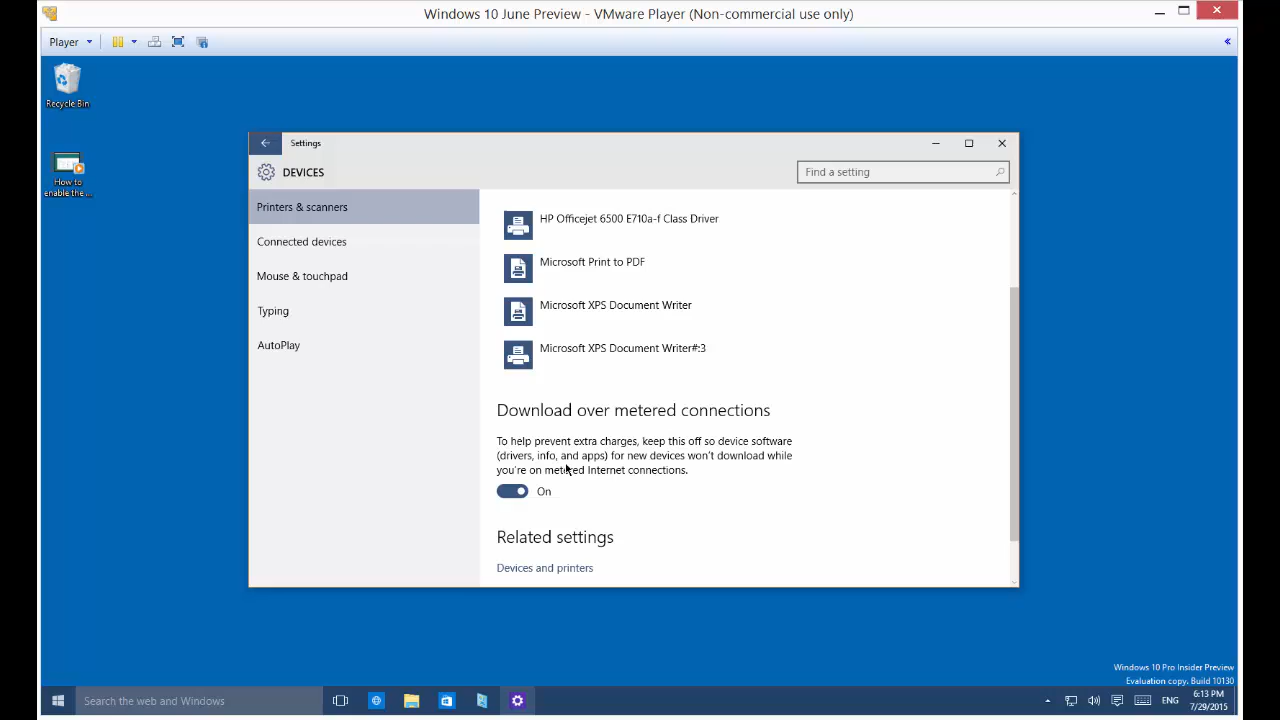 Windows 10 June Preview - VMware Player (Non-commercial use only)
Player
Recycle Bin
How to
enable the ...
Settings
DEVICES
Find a setting
Printers & scanners
Connected devices
Mouse & touchpad
Typing
AutoPlay
HP Officejet 6500 E710a-f Class Driver
Microsoft Print to PDF
Microsoft XPS Document Writer
Microsoft XPS Document Writer#:3
Download over metered connections
To help prevent extra charges, keep this off so device software
(drivers, info, and apps) for new devices won't download while
you're on metered Internet connections.
On
Related settings
Devices and printers
Windows 10 Pro Insider Preview
Evaluation copy. Build 10130
Search the web and Windows
ENG
6:13 PM
7/29/2015